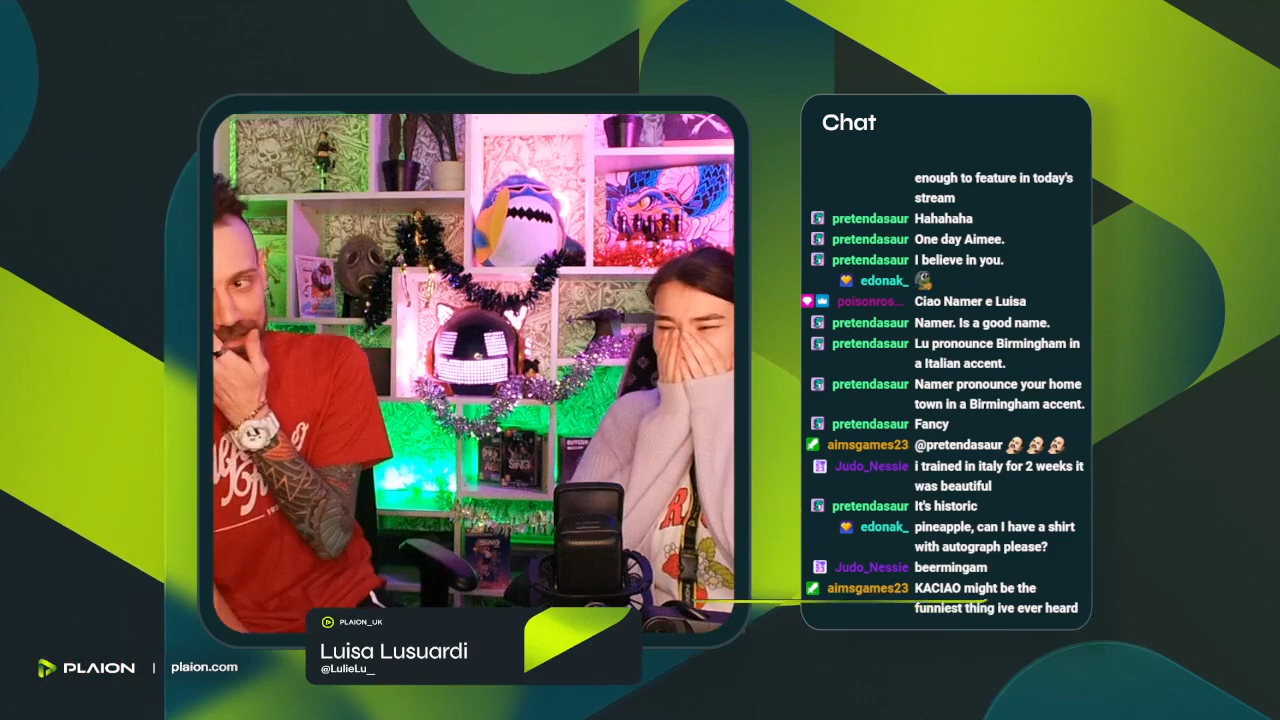 Chat
enough to feature in today's
stream
pretendasaur Hahahaha
pretendasaur One day Aimee.
pretendasaur I believe in you.
edonak_
poisonros... Ciao Namer e Luisa
pretendasaur Namer. Is a good name.
pretendasaur Lu pronounce Birmingham in
a Italian accent.
pretendasaur Namer pronounce your home
town in a Birmingham accent.
pretendasaur Fancy
aimsgames23 @pretendasaur
Judo_Nessie i trained in italy for 2 weeks it
was beautiful
pretendasaur It's historic
edonak_ pineapple, can I have a shirt
with autograph please?
Judo_Nessie beermingam
aimsgames23 KACIAO might be the
funniest thing ive ever heard
SING
PLAION_UK
Luisa Lusuardi
@LulieLu__
PLAION | plaion.com